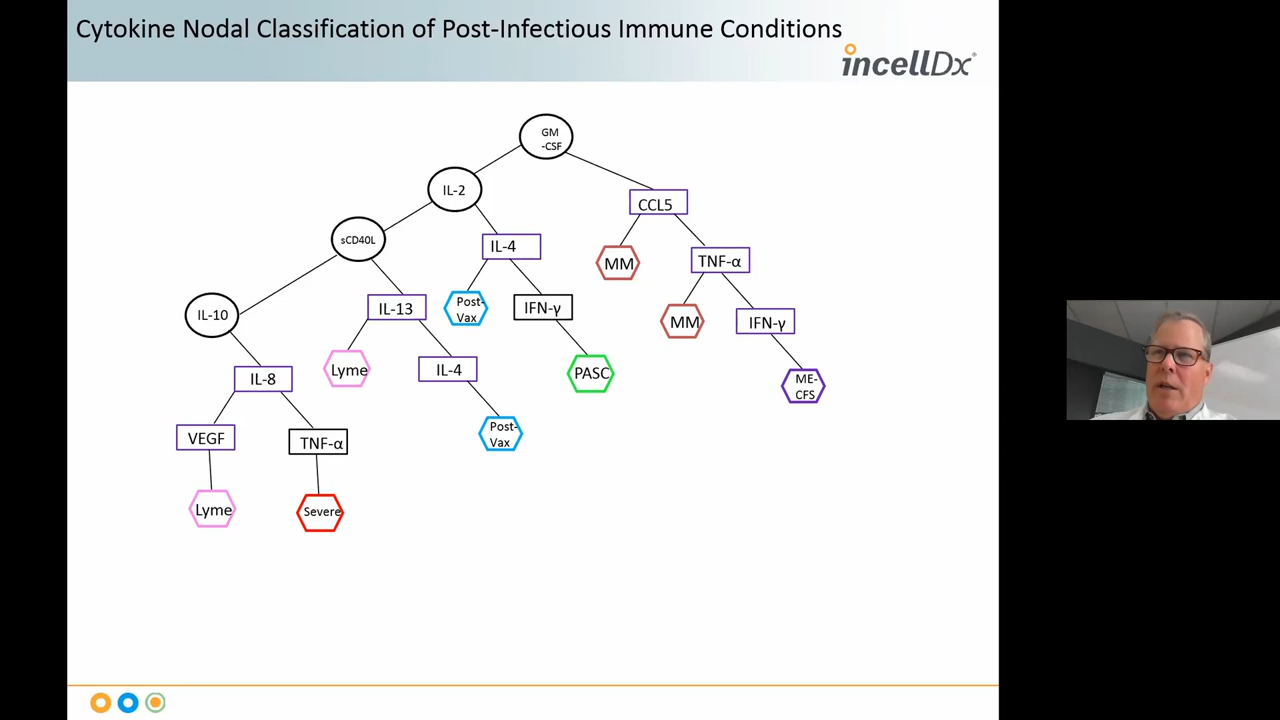 Cytokine Nodal Classification of Post-Infectious Immune Conditions
incellDx
GM
-CSF
IL-2
CCL5
sCD40L
IL-4
MM
TNF-α
IL-10
IL-13
Post-
Vax
IFN-γ
MM
IFN-γ
Lyme
IL-4
PASC
ME-
CFS
IL-8
VEGF
TNF-α
Post-
Vax
Lyme
Severe